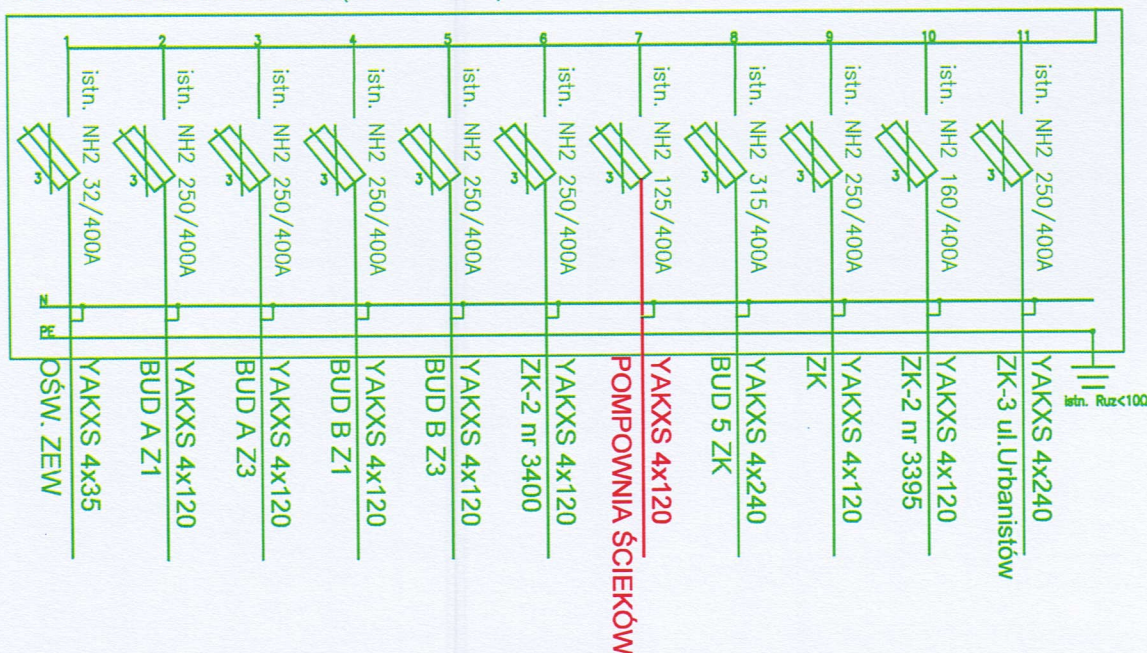 1 2 3 4 5 6 7 8 9 10 11
istn. NH2 32/400A
3
istn. NH2 250/400A
3
istn. NH2 250/400A
3
istn. NH2 250/400A
3
istn. NH2 250/400A
3
istn. NH2 250/400A
3
istn. NH2 125/400A
3
istn. NH2 315/400A
3
istn. NH2 250/400A
3
istn. NH2 160/400A
3
istn. NH2 250/400A
3
N
PE
YAKXS 4x35
OŚW. ZEW
YAKXS 4x120
BUD A Z1
YAKXS 4x120
BUD A Z3
YAKXS 4x120
BUD B Z1
YAKXS 4x120
BUD B Z3
YAKXS 4x120
ZK-2 nr 3400
YAKXS 4x120
POMPOWNIA ŚCIEKÓW
YAKXS 4x240
BUD 5 ZK
YAKXS 4x120
ZK
YAKXS 4x120
ZK-2 nr 3395
YAKXS 4x240
ZK-3 ul.Urbanistów
istn. Ruz<100